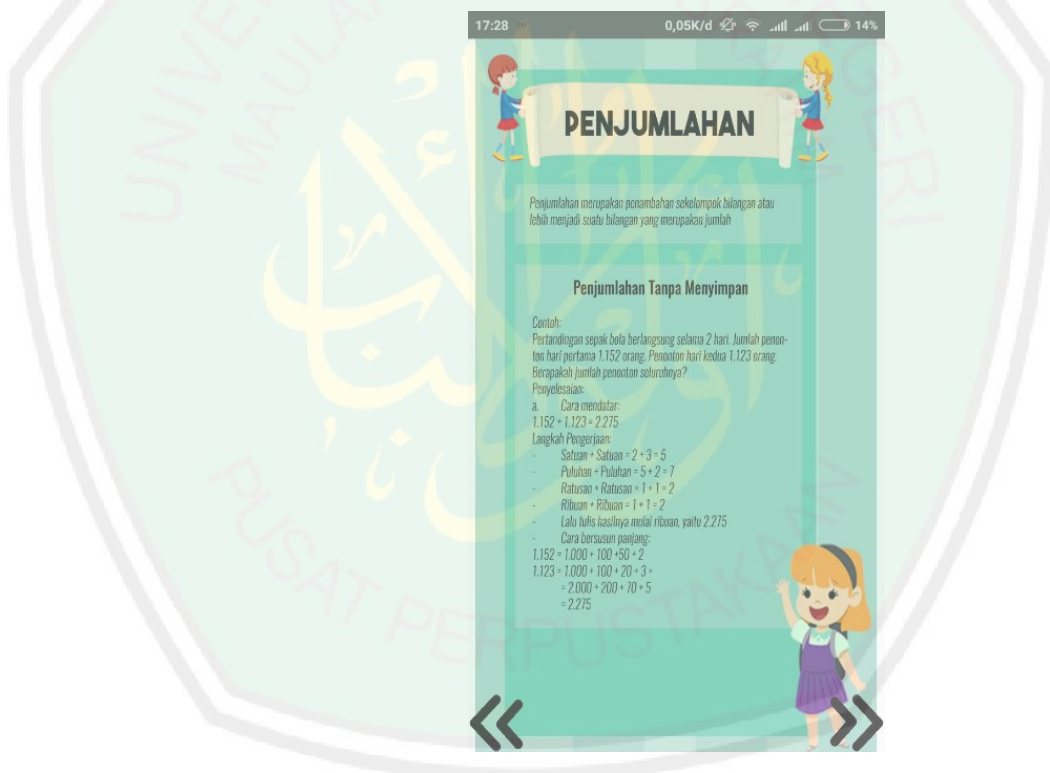 17:28 0,05K/d 14%
PENJUMLAHAN
Penjumlahan merupakan penambahan sekelompok bilangan atau
lebih menjadi suatu bilangan yang merupakan jumlah
Penjumlahan Tanpa Menyimpan
Contoh:
Pertandingan sepak bola berlangsung selama 2 hari. Jumlah penon-
ton hari pertama 1.152 orang. Penonton hari kedua 1.123 orang.
Berapakah jumlah penonton seluruhnya?
Penyelesaian:
a. Cara mendatar:
1.152 + 1.123 = 2.275
Langkah Pengerjaan:
- Satuan + Satuan = 2 + 3 = 5
- Puluhan + Puluhan = 5 + 2 = 7
- Ratusan + Ratusan = 1 + 1 = 2
- Ribuan + Ribuan = 1 + 1 = 2
- Lalu tulis hasilnya mulai ribuan, yaitu 2.275
- Cara bersusun panjang:
1.152 = 1.000 + 100 +50 + 2
1.123 = 1.000 + 100 + 20 + 3 +
= 2.000 + 200 + 70 + 5
= 2.275
PUSAT PERPUSTAKAAN